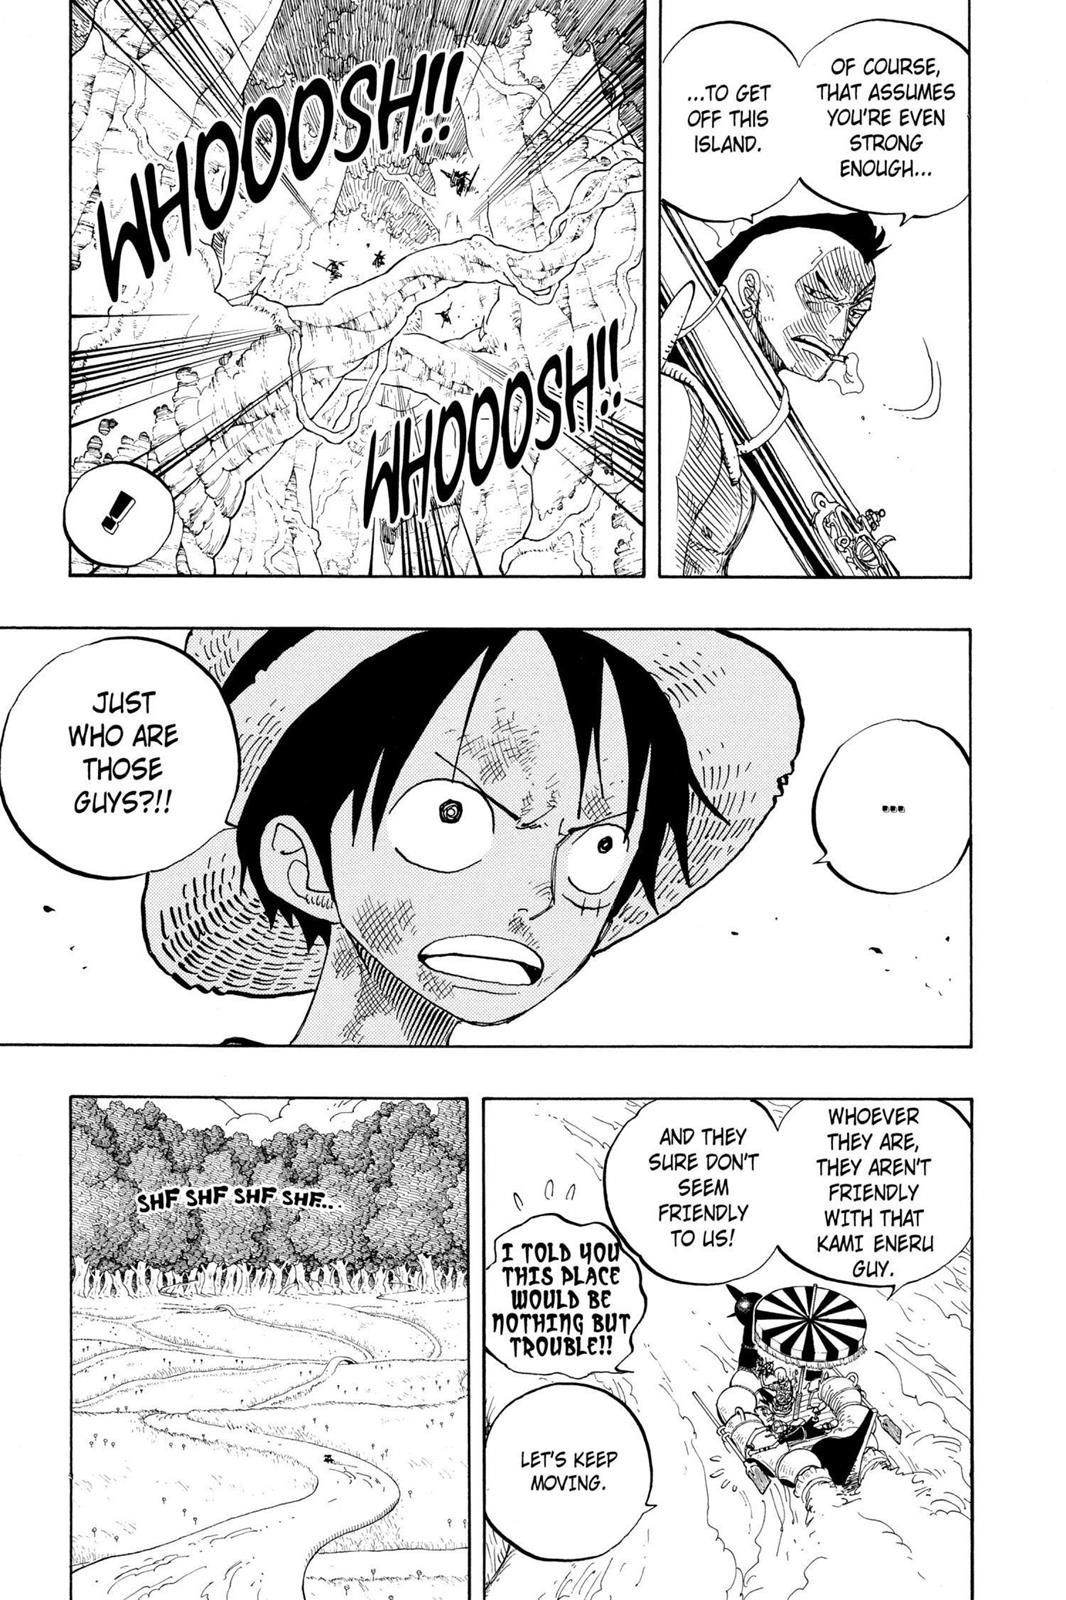 OF COURSE,
THAT ASSUMES
YOU'RE EVEN
STRONG
ENOUGH...
...TO GET
OFF THIS
ISLAND.
WHOOOSH!!
WHOOOSH!!
!
...
JUST
WHO ARE
THOSE
GUYS?!!
WHOEVER
THEY ARE,
THEY AREN'T
FRIENDLY
WITH THAT
KAMI ENERU
GUY.
AND THEY
SURE DON'T
SEEM
FRIENDLY
TO US!
I TOLD YOU
THIS PLACE
WOULD BE
NOTHING BUT
TROUBLE!!
LET'S KEEP
MOVING.
SHF SHF SHF SHF...